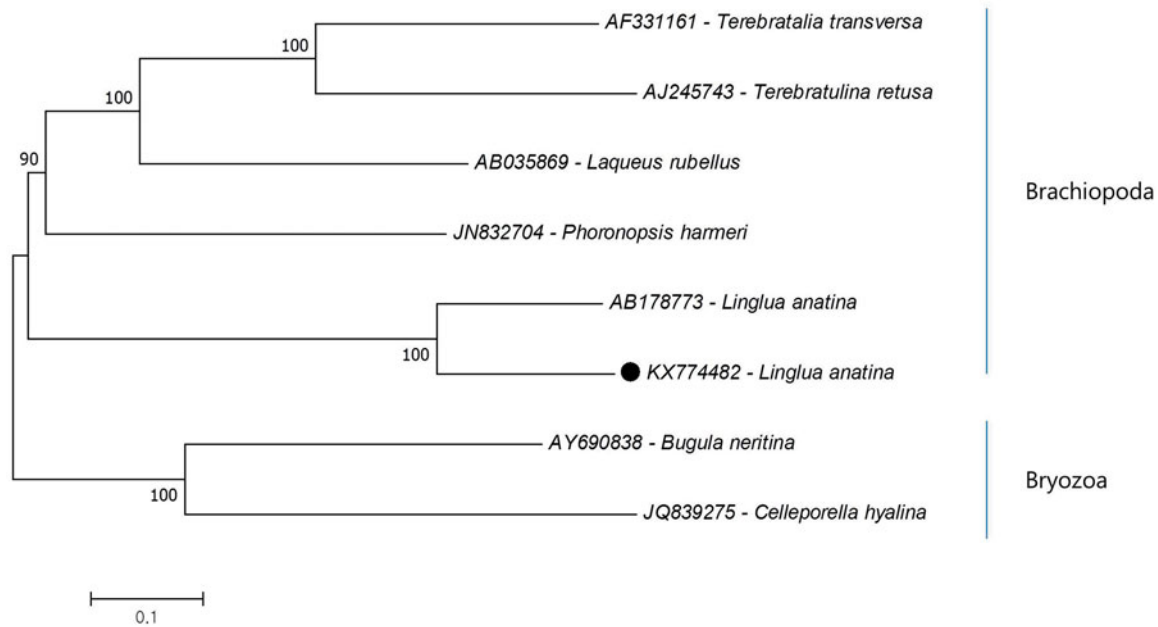 AF331161 - Terebratalia transversa
100
AJ245743 - Terebratulina retusa
100
AB035869 - Laqueus rubellus
90
Brachiopoda
JN832704 - Phoronopsis harmeri
AB178773 - Linglua anatina
100
KX774482 - Linglua anatina
AY690838 - Bugula neritina
Bryozoa
100
JQ839275 - Celleporella hyalina
0.1